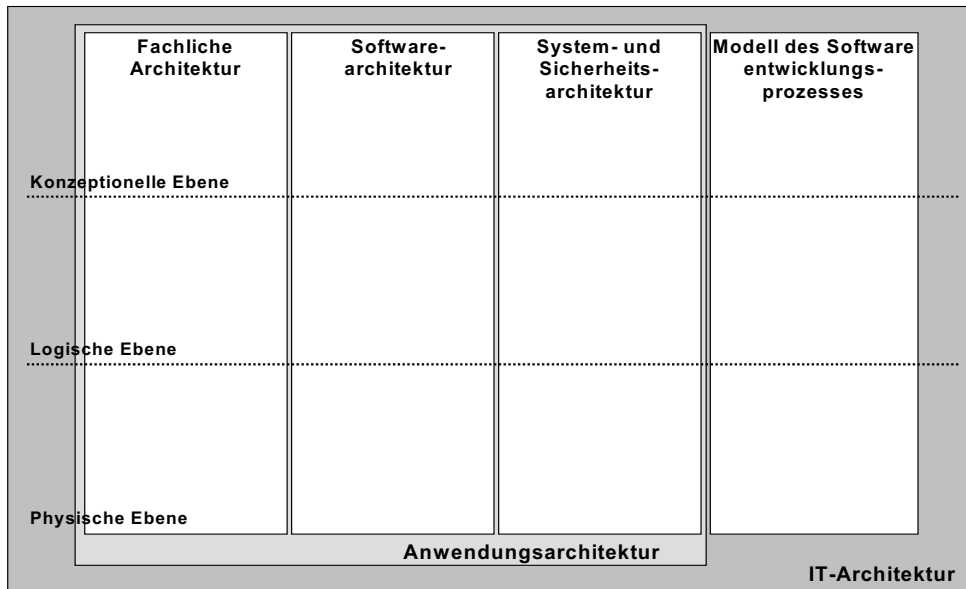 Fachliche
Architektur
Software-
architektur
System- und
Sicherheits-
architektur
Modell des Software
entwicklungs-
prozesses
Konzeptionelle Ebene
Logische Ebene
Physische Ebene
Anwendungsarchitektur
IT-Architektur